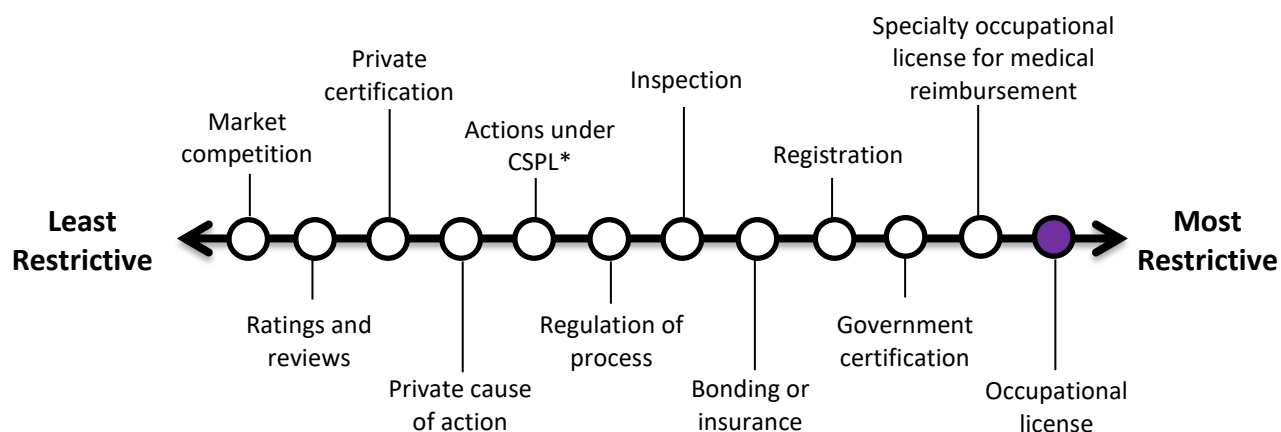 Specialty occupational
license for medical
reimbursement
Private
certification
Inspection
Market
competition
Actions under
CSPL*
Registration
Least
Restrictive
Most
Restrictive
Ratings and
reviews
Regulation of
process
Government
certification
Private cause
of action
Bonding or
insurance
Occupational
license